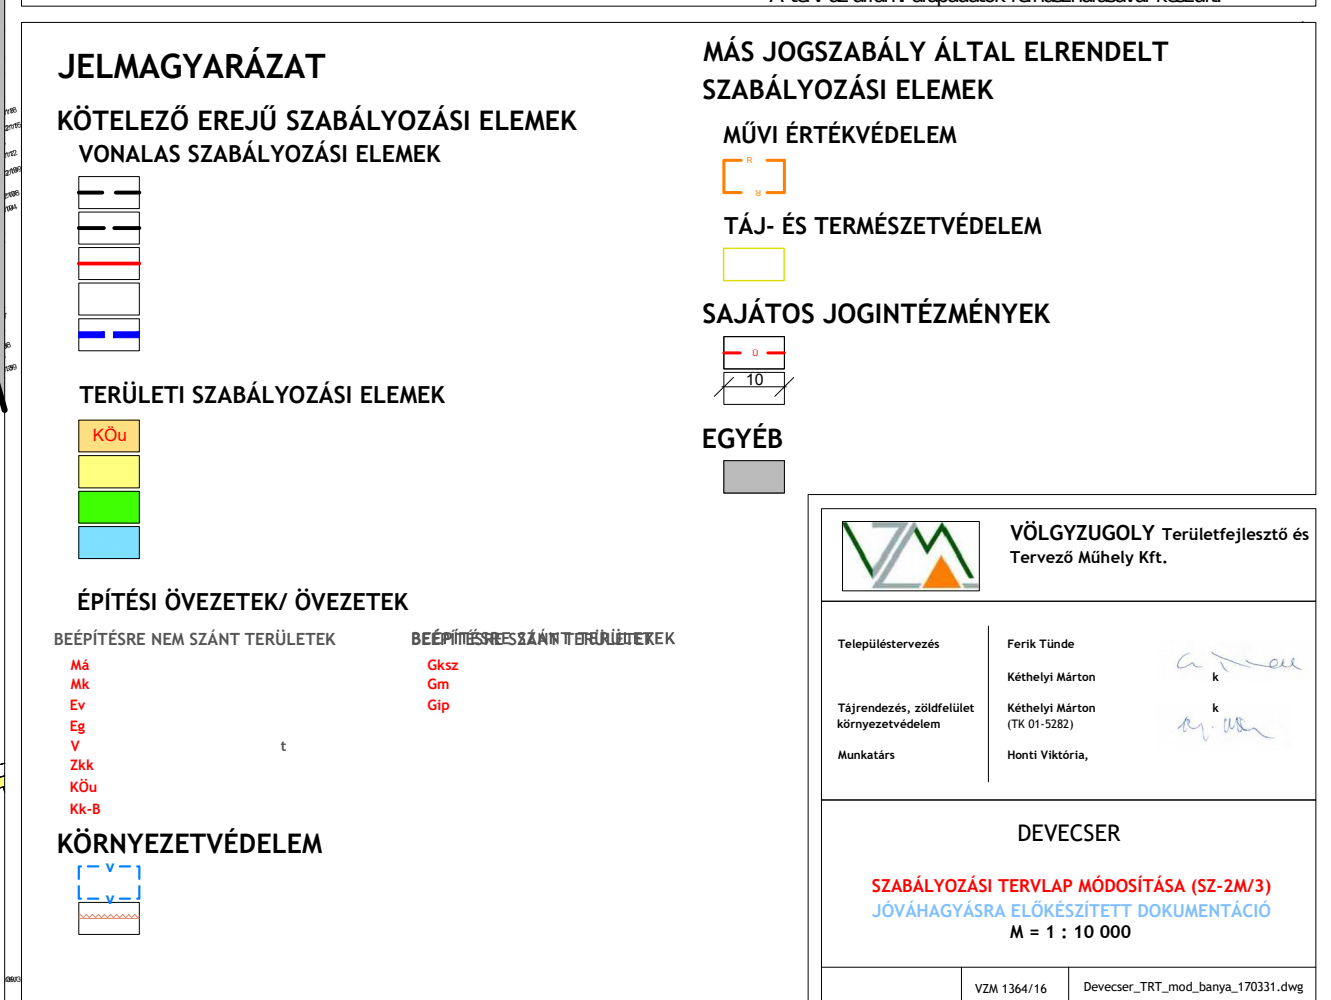 JELMAGYARÁZAT
KÖTELEZŐ EREJŰ SZABÁLYOZÁSI ELEMEK
VONALAS SZABÁLYOZÁSI ELEMEK
TERÜLETI SZABÁLYOZÁSI ELEMEK
KÖu
ÉPÍTÉSI ÖVEZETEK/ ÖVEZETEK
BEÉPÍTÉSRE NEM SZÁNT TERÜLETEK
Má
Mk
Ev
Eg
V t
Zkk
KÖu
Kk-B
Gksz
Gm
Gip
KÖRNYEZETVÉDELEM
V
V
MÁS JOGSZABÁLY ÁLTAL ELRENDELT
SZABÁLYOZÁSI ELEMEK
MŰVI ÉRTÉKVÉDELEM
R
R
TÁJ- ÉS TERMÉSZETVÉDELEM
SAJÁTOS JOGINTÉZMÉNYEK
Ü
10
EGYÉB
VZM
VÖLGYZUGOLY Területfejlesztő és
Tervező Műhely Kft.
Településtervezés Ferik Tünde
Kéthelyi Márton k
Tájrendezés, zöldfelület Kéthelyi Márton k
környezetvédelem (TK 01-5282)
Munkatárs Honti Viktória,
DEVECSER
SZABÁLYOZÁSI TERVLAP MÓDOSÍTÁSA (SZ-2M/3)
JÓVÁHAGYÁSRA ELŐKÉSZÍTETT DOKUMENTÁCIÓ
M = 1 : 10 000
VZM 1364/16 Devecser_TRT_mod_banya_170331.dwg